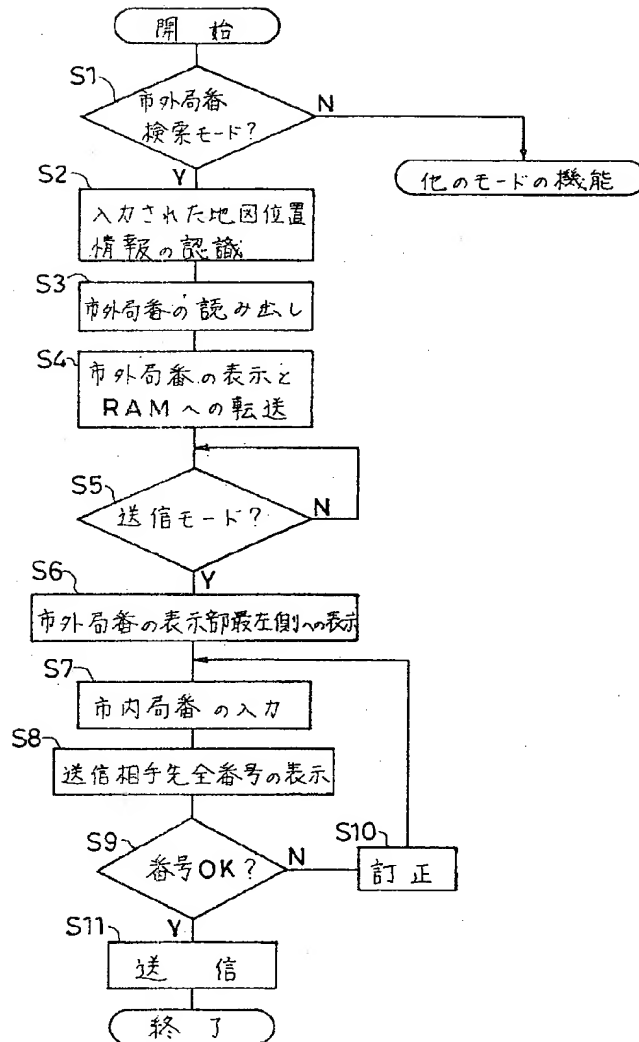 開始
S1
市外局番
検索モード?
N
Y
他のモードの機能
S2
入力された地図位置
情報の認識
S3
市外局番の読み出し
S4
市外局番の表示と
RAMへの転送
S5
送信モード?
N
Y
S6
市外局番の表示部最左側への表示
S7
市内局番の入力
S8
送信相手先全番号の表示
S9
番号OK?
N
S10
訂正
Y
S11
送信
終了